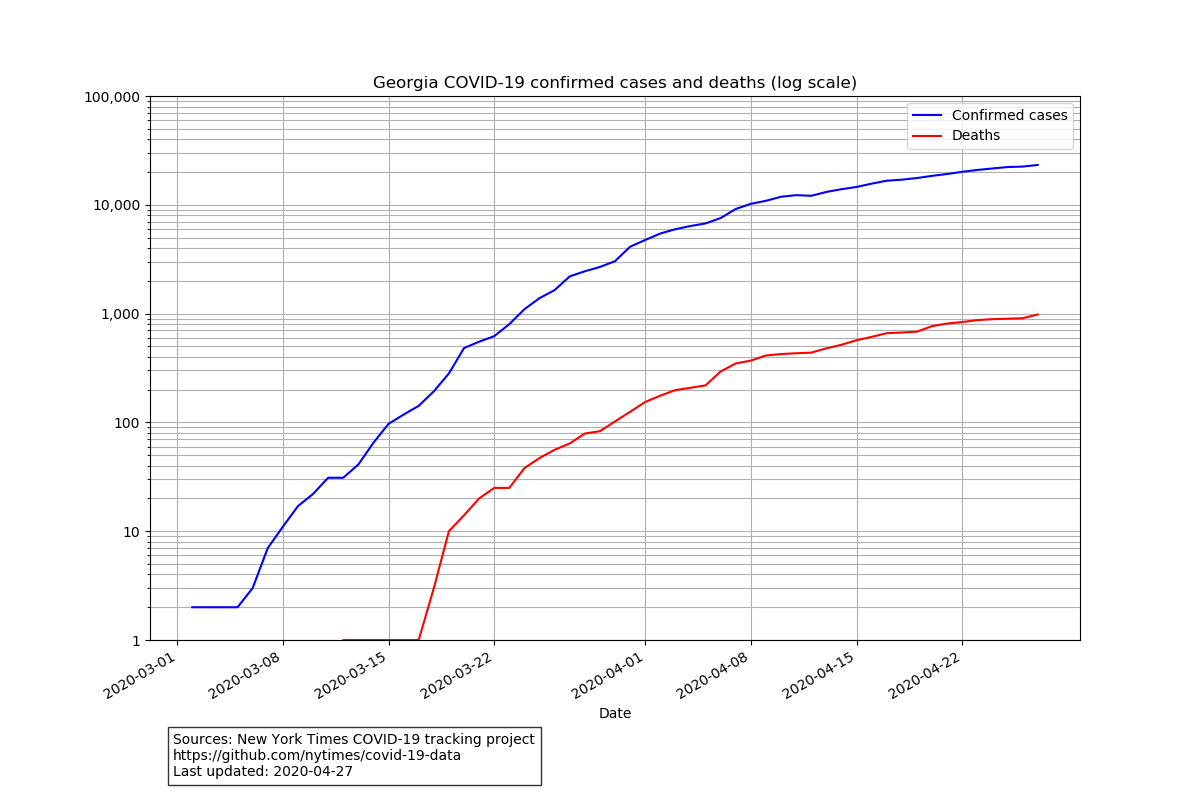 Georgia COVID-19 confirmed cases and deaths (log scale)
100,000
10,000
1,000
100
10
1
Confirmed cases
Deaths
2020-03-01
2020-03-08
2020-03-15
2020-03-22
2020-04-01
2020-04-08
2020-04-15
2020-04-22
Date
Sources: New York Times COVID-19 tracking project
https://github.com/nytimes/covid-19-data
Last updated: 2020-04-27